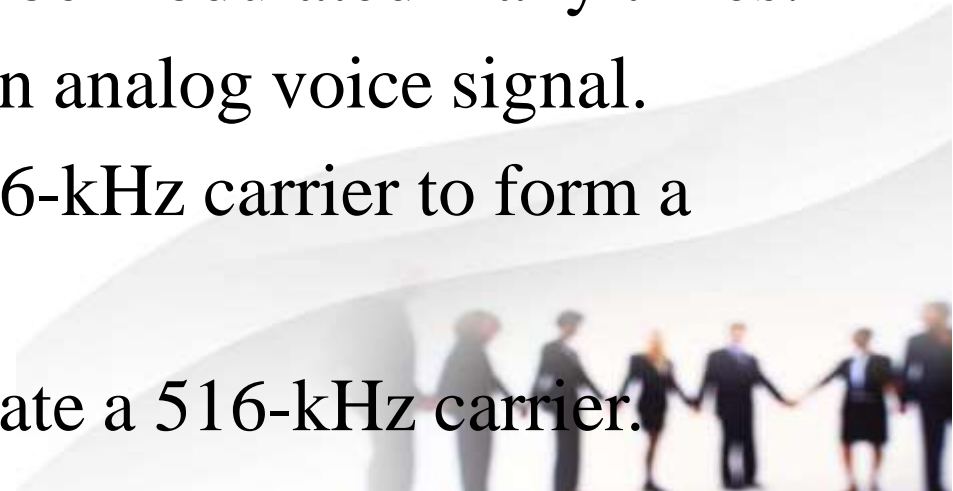 n analog voice signal.
6-kHz carrier to form a
ate a 516-kHz carrier.